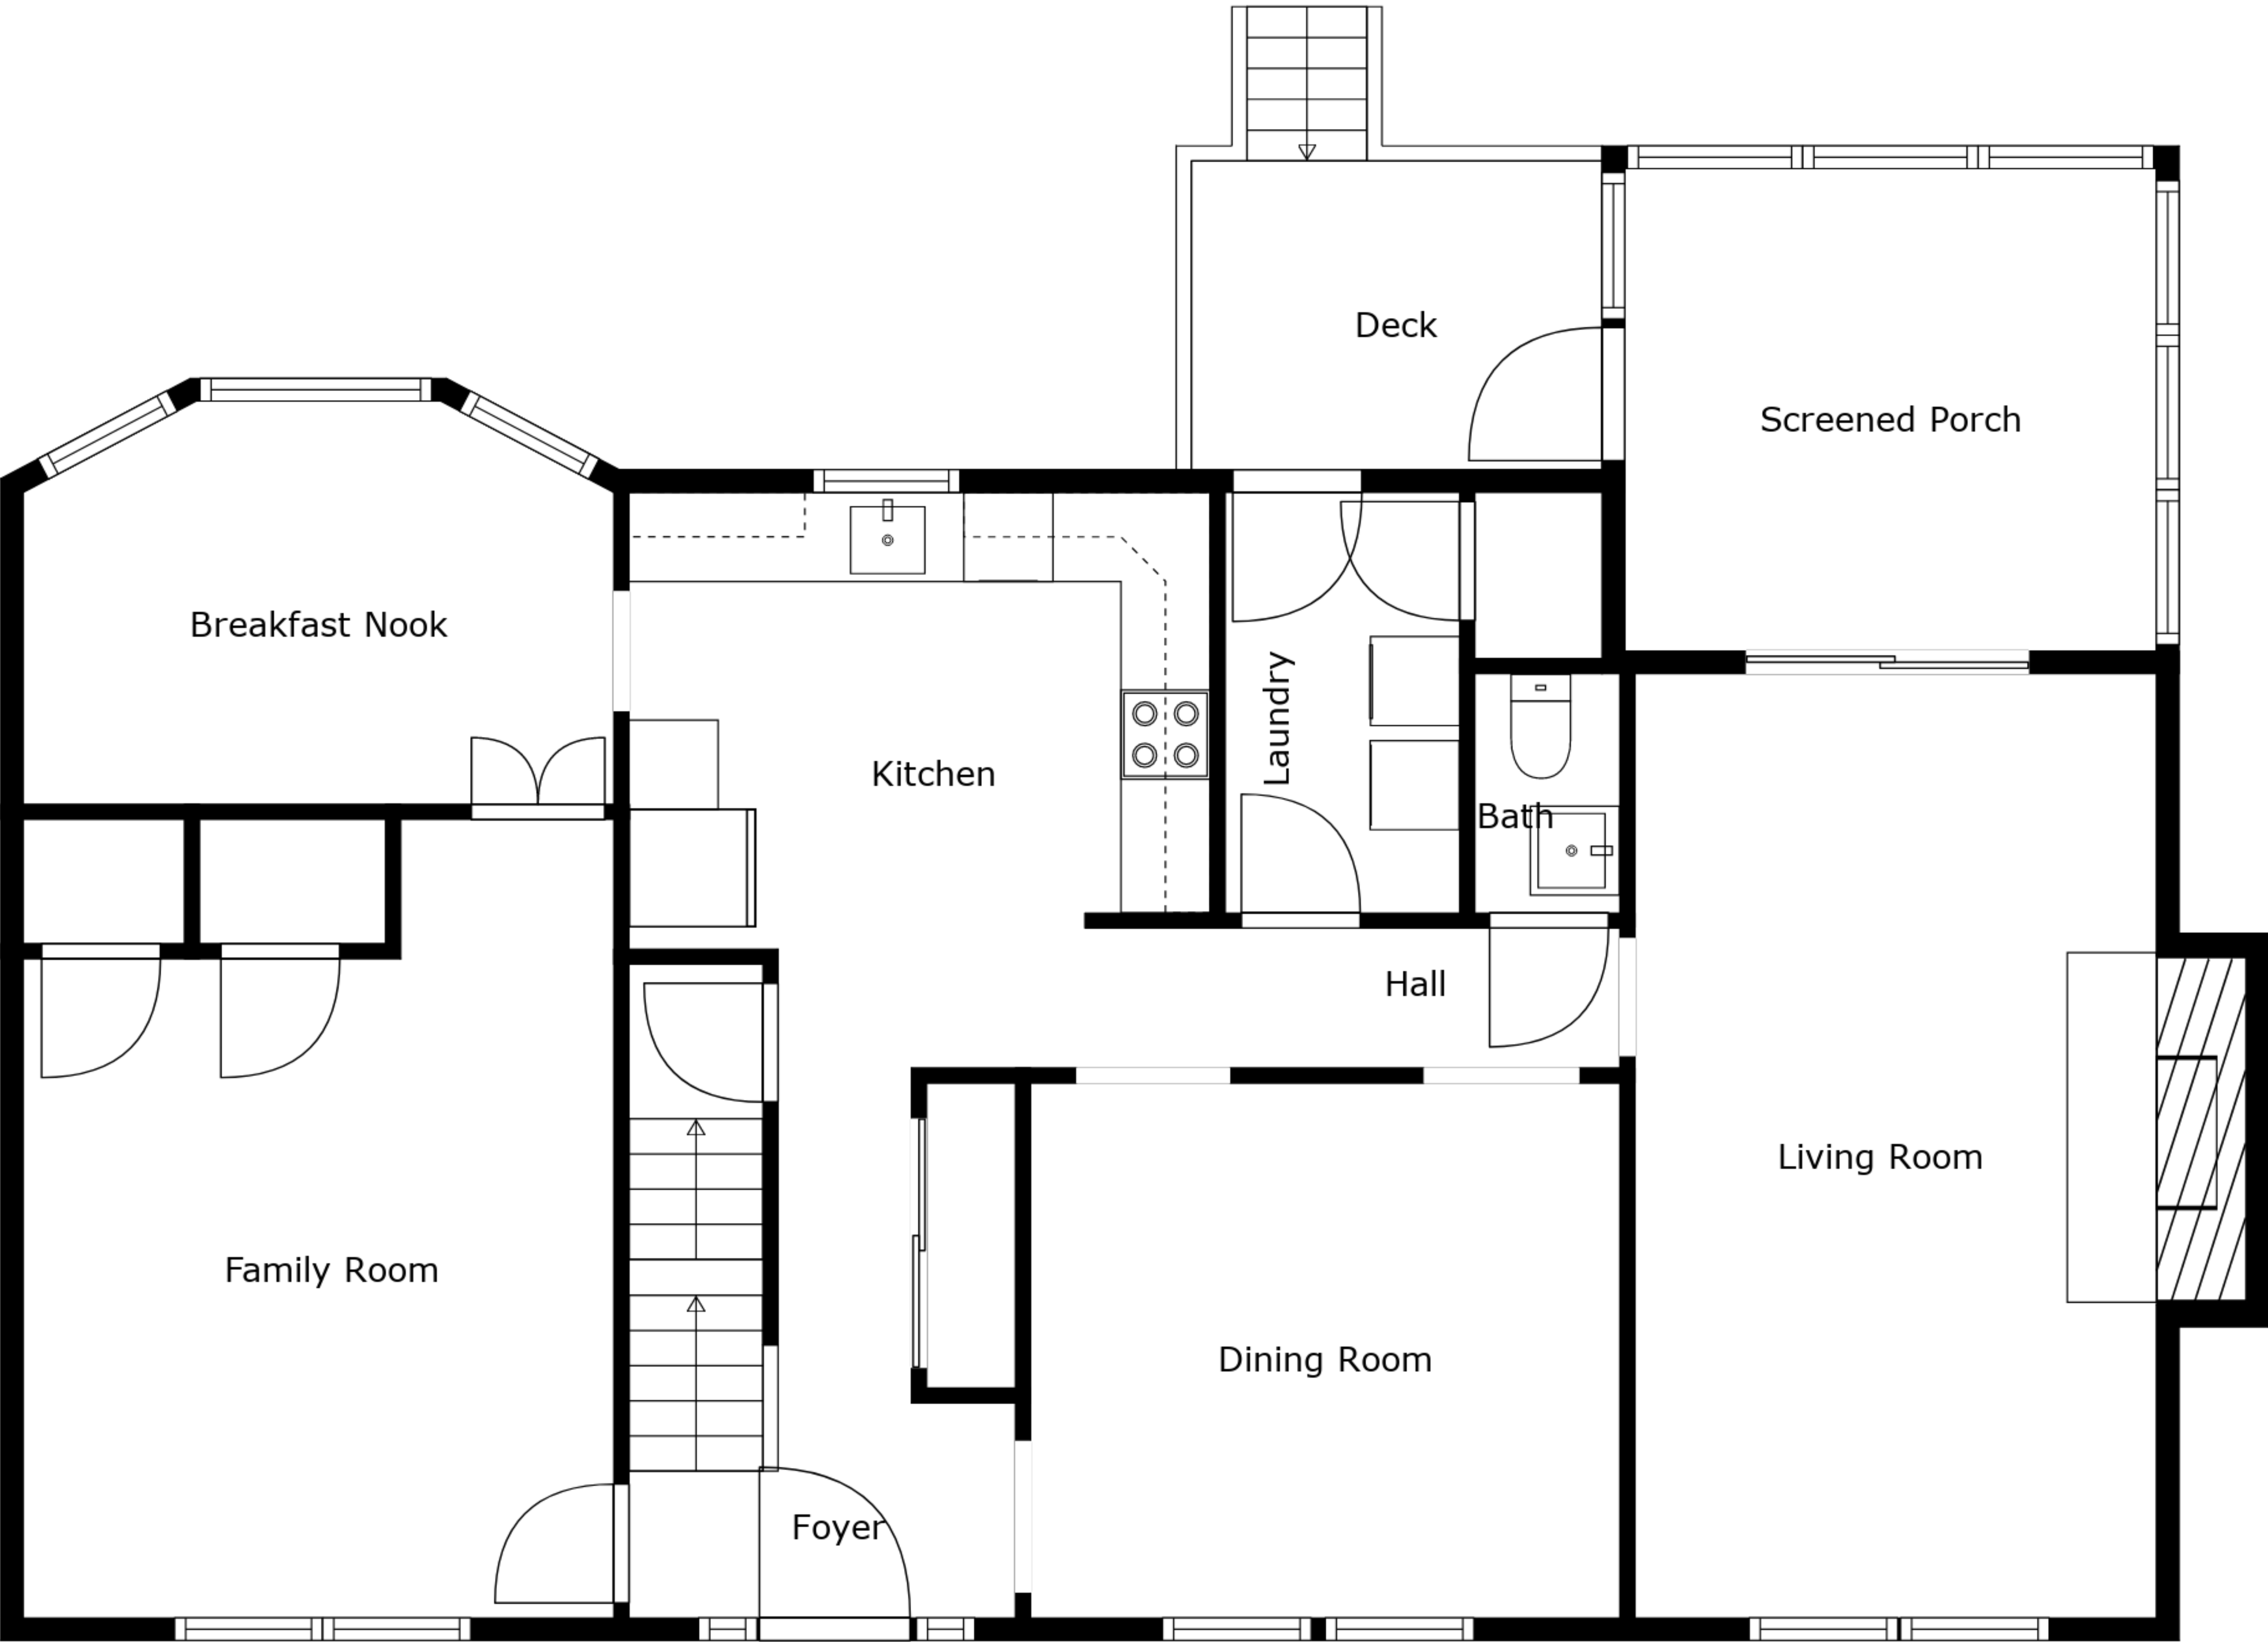 Deck
Screened Porch
Breakfast Nook
Laundry
Kitchen
Bath
Hall
Living Room
Family Room
Dining Room
Foyer